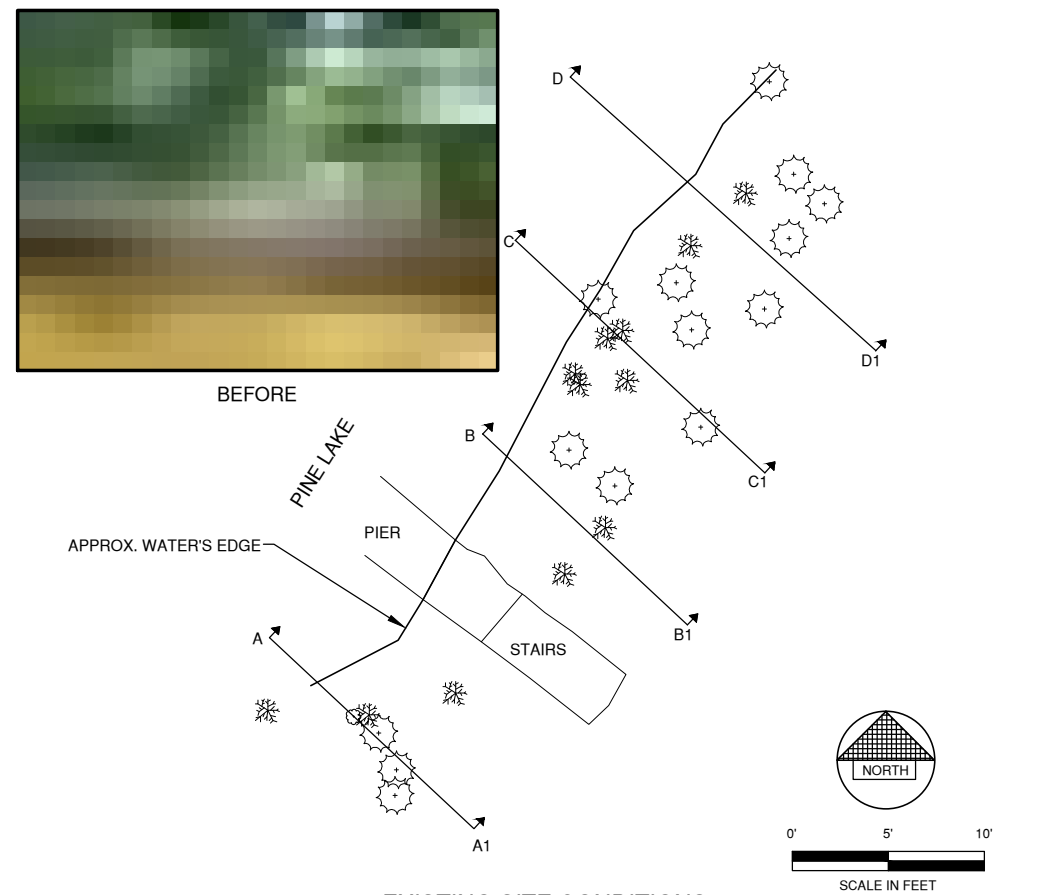 D
C
D1
BEFORE
B
PINE LAKE
C1
PIER
APPROX. WATER'S EDGE
A
B1
STAIRS
NORTH
A1
0' 5' 10'
SCALE IN FEET